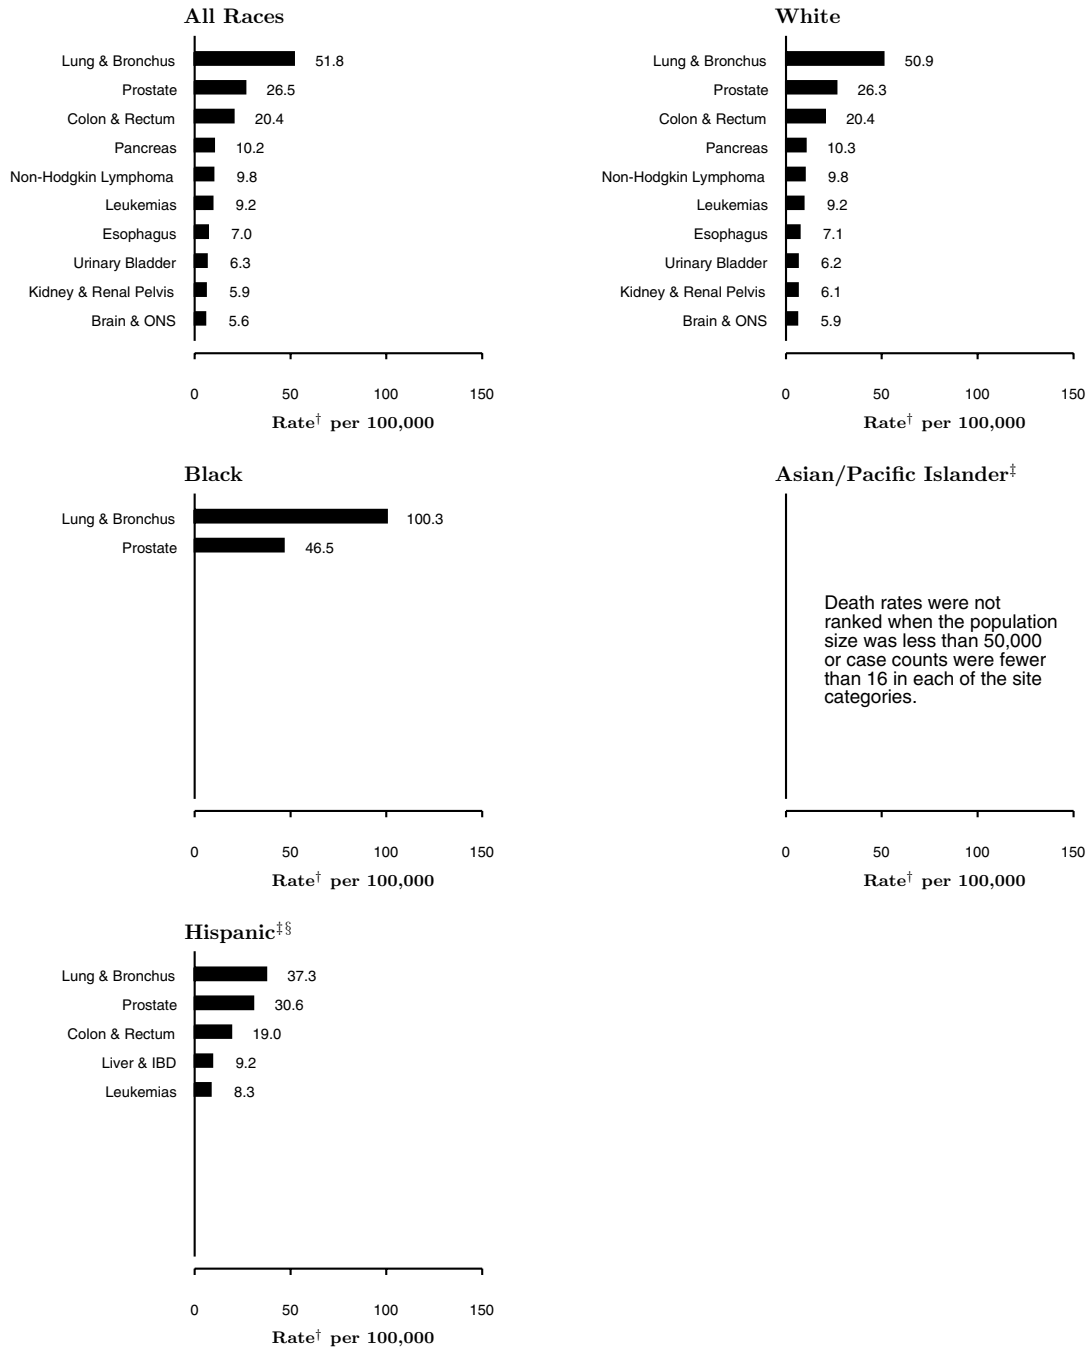 All Races
Lung & Bronchus 51.8
Prostate 26.5
Colon & Rectum 20.4
Pancreas 10.2
Non-Hodgkin Lymphoma 9.8
Leukemias 9.2
Esophagus 7.0
Urinary Bladder 6.3
Kidney & Renal Pelvis 5.9
Brain & ONS 5.6
0 50 100 150
Rate† per 100,000
White
Lung & Bronchus 50.9
Prostate 26.3
Colon & Rectum 20.4
Pancreas 10.3
Non-Hodgkin Lymphoma 9.8
Leukemias 9.2
Esophagus 7.1
Urinary Bladder 6.2
Kidney & Renal Pelvis 6.1
Brain & ONS 5.9
0 50 100 150
Rate† per 100,000
Black
Lung & Bronchus 100.3
Prostate 46.5
0 50 100 150
Rate† per 100,000
Asian/Pacific Islander‡
Death rates were not
ranked when the population
size was less than 50,000
or case counts were fewer
than 16 in each of the site
categories.
0 50 100 150
Rate† per 100,000
Hispanic‡§
Lung & Bronchus 37.3
Prostate 30.6
Colon & Rectum 19.0
Liver & IBD 9.2
Leukemias 8.3
0 50 100 150
Rate† per 100,000